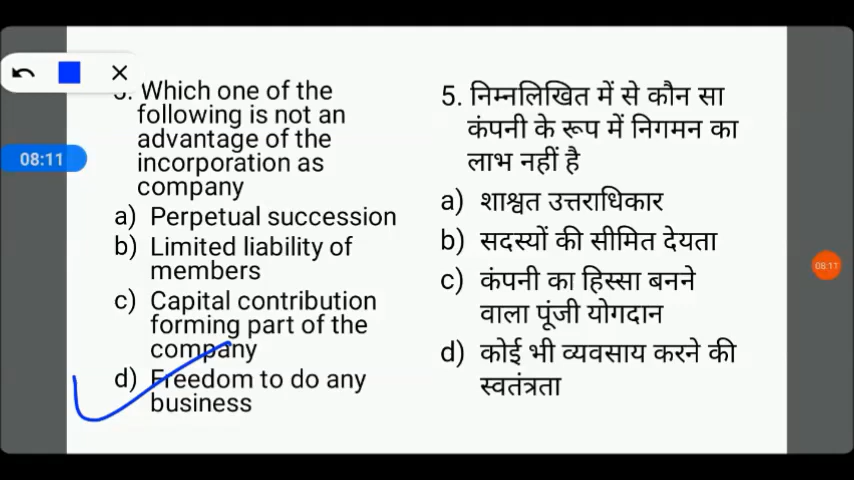 Which one of the
following is not an
advantage of the
incorporation as
company
a) Perpetual succession
b) Limited liability of
members
c) Capital contribution
forming part of the
company
d) Freedom to do any
business
5. निम्नलिखित में से कौन सा
कंपनी के रूप में निगमन का
लाभ नहीं है
a) शाश्वत उत्तराधिकार
b) सदस्यों की सीमित देयता
c) कंपनी का हिस्सा बनने
वाला पूंजी योगदान
d) कोई भी व्यवसाय करने की
स्वतंत्रता
08:11
08:11